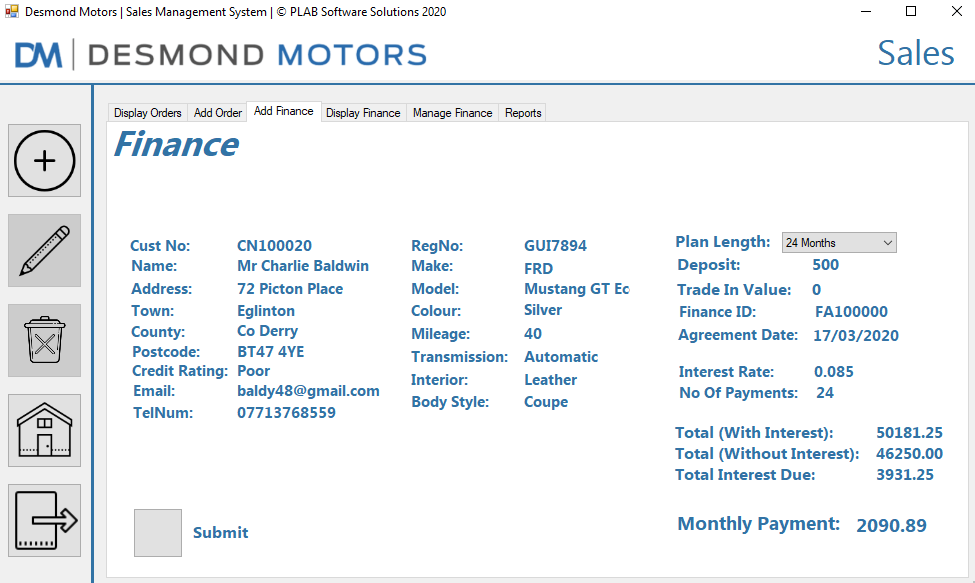 Desmond Motors | Sales Management System | © PLAB Software Solutions 2020
DM | DESMOND MOTORS
Sales
Display Orders Add Order Add Finance Display Finance Manage Finance Reports
Finance
Cust No: CN100020
Name: Mr Charlie Baldwin
Address: 72 Picton Place
Town: Eglinton
County: Co Derry
Postcode: BT47 4YE
Credit Rating: Poor
Email: baldy48@gmail.com
TelNum: 07713768559
RegNo: GUI7894
Make: FRD
Model: Mustang GT Ec
Colour: Silver
Mileage: 40
Transmission: Automatic
Interior: Leather
Body Style: Coupe
Plan Length: 24 Months
Deposit: 500
Trade In Value: 0
Finance ID: FA100000
Agreement Date: 17/03/2020
Interest Rate: 0.085
No Of Payments: 24
Total (With Interest): 50181.25
Total (Without Interest): 46250.00
Total Interest Due: 3931.25
Monthly Payment: 2090.89
Submit